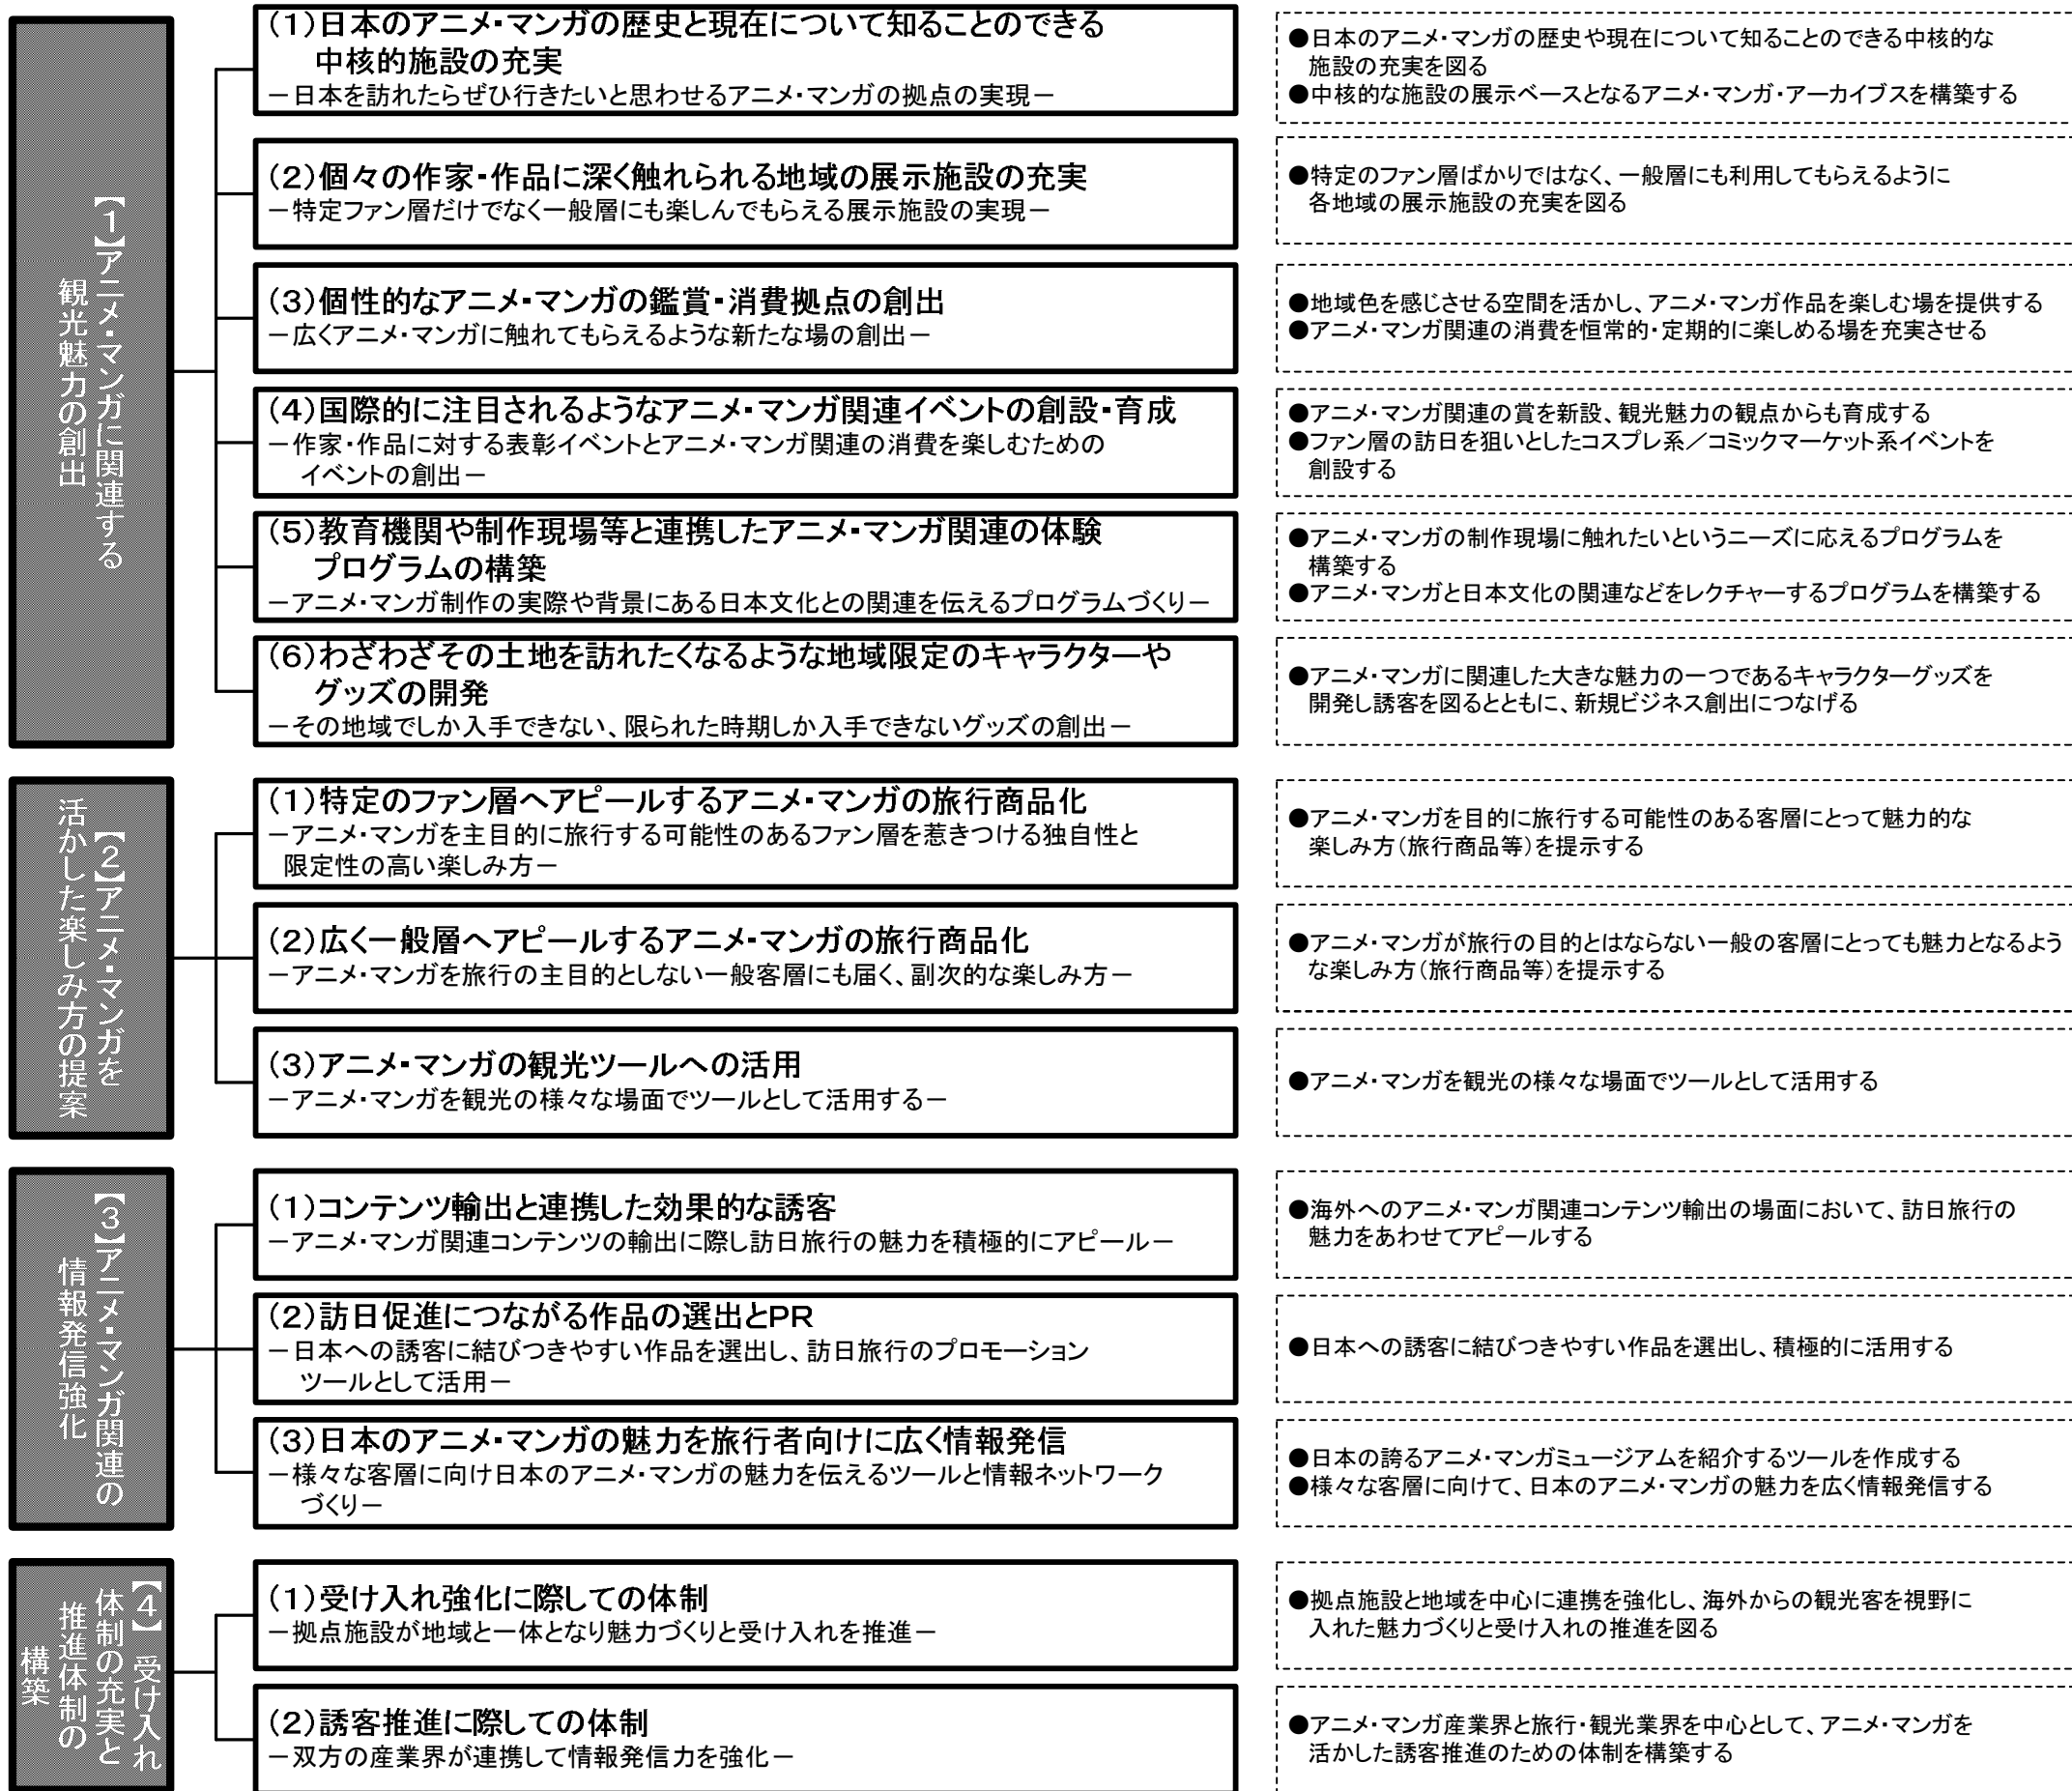 【1】アニメ・マンガに関連する
観光魅力の創出
(1)日本のアニメ・マンガの歴史と現在について知ることのできる
中核的施設の充実
－日本を訪れたらぜひ行きたいと思わせるアニメ・マンガの拠点の実現－
●日本のアニメ・マンガの歴史や現在について知ることのできる中核的な
施設の充実を図る
●中核的な施設の展示ベースとなるアニメ・マンガ・アーカイブスを構築する
(2)個々の作家・作品に深く触れられる地域の展示施設の充実
－特定ファン層だけでなく一般層にも楽しんでもらえる展示施設の実現－
●特定のファン層ばかりではなく、一般層にも利用してもらえるように
各地域の展示施設の充実を図る
(3)個性的なアニメ・マンガの鑑賞・消費拠点の創出
－広くアニメ・マンガに触れてもらえるような新たな場の創出－
●地域色を感じさせる空間を活かし、アニメ・マンガ作品を楽しむ場を提供する
●アニメ・マンガ関連の消費を恒常的・定期的に楽しめる場を充実させる
(4)国際的に注目されるようなアニメ・マンガ関連イベントの創設・育成
－作家・作品に対する表彰イベントとアニメ・マンガ関連の消費を楽しむための
イベントの創出－
●アニメ・マンガ関連の賞を新設、観光魅力の観点からも育成する
●ファン層の訪日を狙いとしたコスプレ系／コミックマーケット系イベントを
創設する
(5)教育機関や制作現場等と連携したアニメ・マンガ関連の体験
プログラムの構築
－アニメ・マンガ制作の実際や背景にある日本文化との関連を伝えるプログラムづくり－
●アニメ・マンガの制作現場に触れたいというニーズに応えるプログラムを
構築する
●アニメ・マンガと日本文化の関連などをレクチャーするプログラムを構築する
(6)わざわざその土地を訪れたくなるような地域限定のキャラクターや
グッズの開発
－その地域でしか入手できない、限られた時期しか入手できないグッズの創出－
●アニメ・マンガに関連した大きな魅力の一つであるキャラクターグッズを
開発し誘客を図るとともに、新規ビジネス創出につなげる
【2】アニメ・マンガを
活かした楽しみ方の提案
(1)特定のファン層へアピールするアニメ・マンガの旅行商品化
－アニメ・マンガを主目的に旅行する可能性のあるファン層を惹きつける独自性と
限定性の高い楽しみ方－
●アニメ・マンガを目的に旅行する可能性のある客層にとって魅力的な
楽しみ方(旅行商品等)を提示する
(2)広く一般層へアピールするアニメ・マンガの旅行商品化
－アニメ・マンガを旅行の主目的としない一般客層にも届く、副次的な楽しみ方－
●アニメ・マンガが旅行の目的とはならない一般の客層にとっても魅力となるよう
な楽しみ方(旅行商品等)を提示する
(3)アニメ・マンガの観光ツールへの活用
－アニメ・マンガを観光の様々な場面でツールとして活用する－
●アニメ・マンガを観光の様々な場面でツールとして活用する
【3】アニメ・マンガ関連の
情報発信強化
(1)コンテンツ輸出と連携した効果的な誘客
－アニメ・マンガ関連コンテンツの輸出に際し訪日旅行の魅力を積極的にアピール－
●海外へのアニメ・マンガ関連コンテンツ輸出の場面において、訪日旅行の
魅力をあわせてアピールする
(2)訪日促進につながる作品の選出とPR
－日本への誘客に結びつきやすい作品を選出し、訪日旅行のプロモーション
ツールとして活用－
●日本への誘客に結びつきやすい作品を選出し、積極的に活用する
(3)日本のアニメ・マンガの魅力を旅行者向けに広く情報発信
－様々な客層に向け日本のアニメ・マンガの魅力を伝えるツールと情報ネットワーク
づくり－
●日本の誇るアニメ・マンガミュージアムを紹介するツールを作成する
●様々な客層に向けて、日本のアニメ・マンガの魅力を広く情報発信する
【4】 受け入れ
体制の充実と
推進体制の
構築
(1)受け入れ強化に際しての体制
－拠点施設が地域と一体となり魅力づくりと受け入れを推進－
●拠点施設と地域を中心に連携を強化し、海外からの観光客を視野に
入れた魅力づくりと受け入れの推進を図る
(2)誘客推進に際しての体制
－双方の産業界が連携して情報発信力を強化－
●アニメ・マンガ産業界と旅行・観光業界を中心として、アニメ・マンガを
活かした誘客推進のための体制を構築する